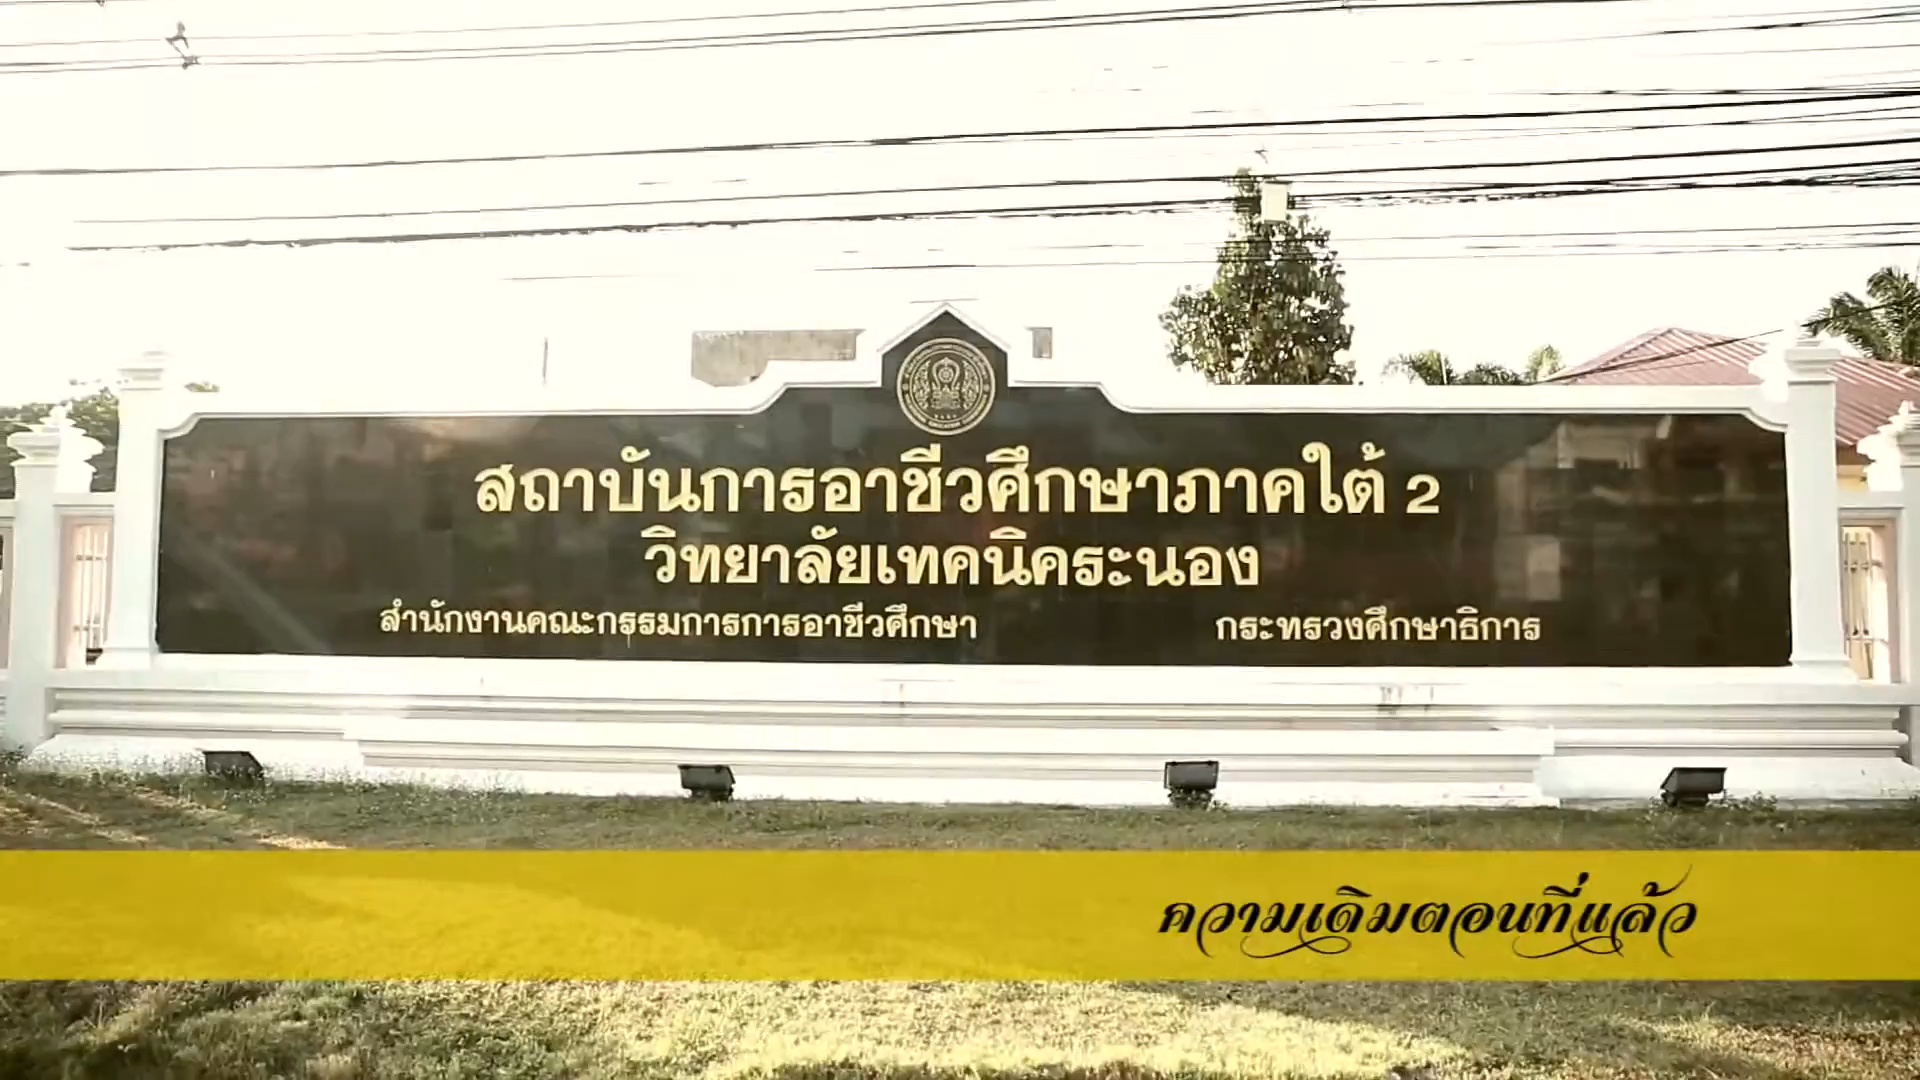 สถาบันการอาชีวศึกษาภาคใต้ 2
วิทยาลัยเทคนิคระนอง
สำนักงานคณะกรรมการการอาชีวศึกษา กระทรวงศึกษาธิการ
ความเดิมตอนที่แล้ว